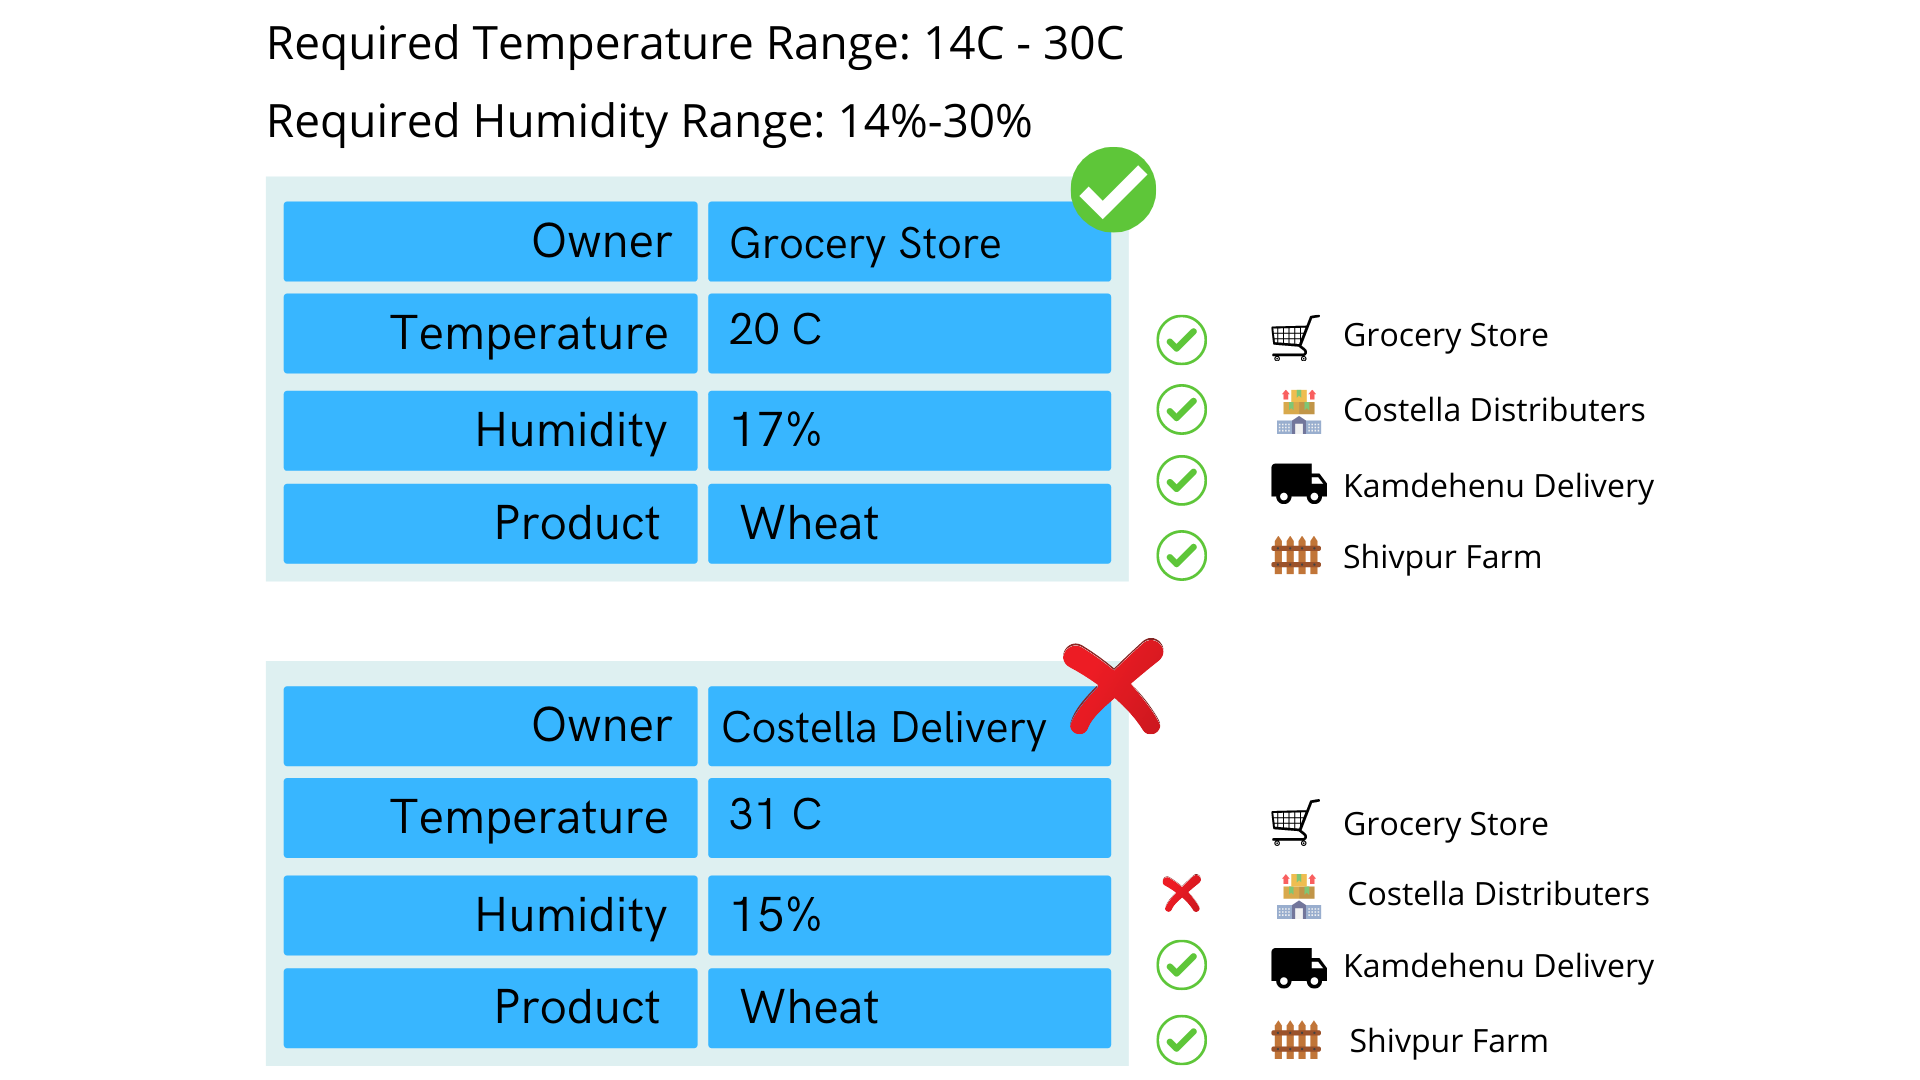 Required Temperature Range: 14C - 30C
Required Humidity Range: 14%-30%
Owner Grocery Store
Temperature 20 C
Humidity 17%
Product Wheat
Grocery Store
Costella Distributers
Kamdehenu Delivery
Shivpur Farm
Owner Costella Delivery
Temperature 31 C
Humidity 15%
Product Wheat
Grocery Store
Costella Distributers
Kamdehenu Delivery
Shivpur Farm